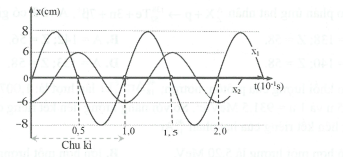 x(cm)
8
6
x₁
0
t(10⁻¹s)
x₂
−6
−8
0,5
1,0
1,5
2,0
Chu kì